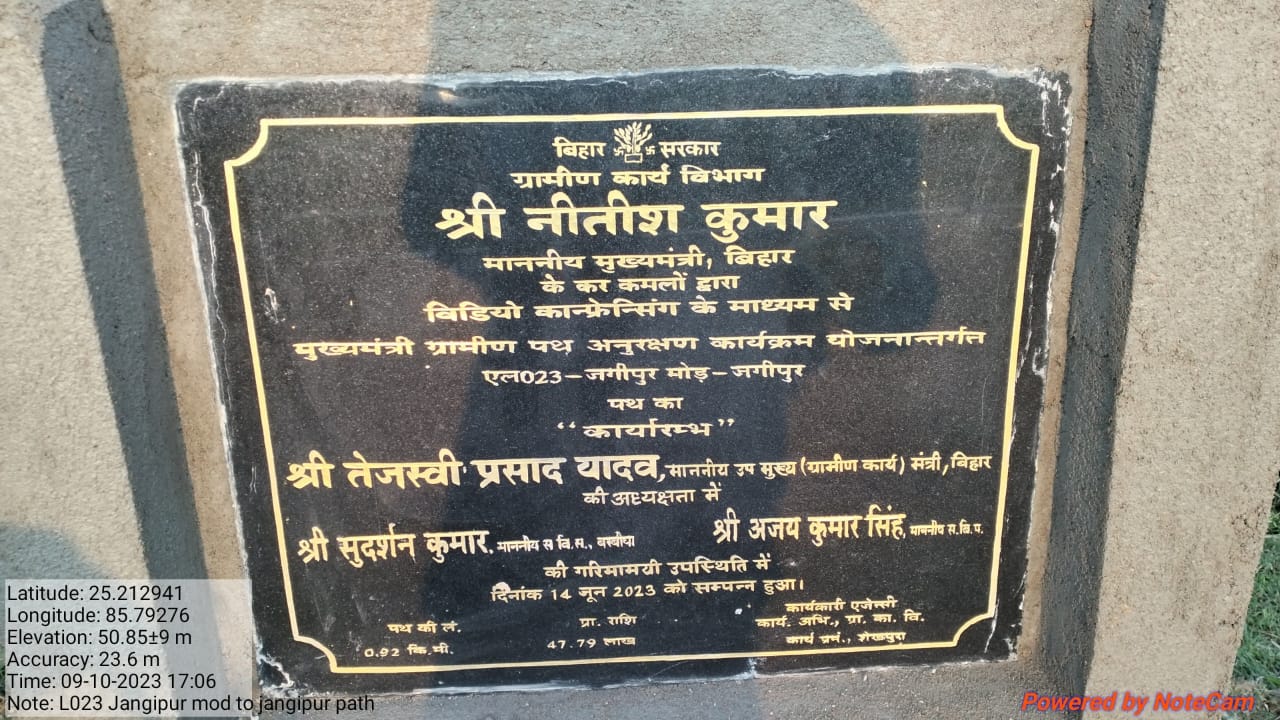 बिहार सरकार
ग्रामीण कार्य विभाग
श्री नीतीश कुमार
माननीय मुख्यमंत्री, बिहार
के कर कमलों द्वारा
विडियो कान्फ्रेन्सिंग के माध्यम से
मुख्यमंत्री ग्रामीण पथ अनुरक्षण कार्यक्रम योजनान्तर्गत
एल023-जगीपुर मोड़-जगीपुर
पथ का
“कार्यारम्भ”
श्री तेजस्वी प्रसाद यादव, माननीय उप मुख्य (ग्रामीण कार्य) मंत्री, बिहार
की अध्यक्षता में
श्री सुदर्शन कुमार, माननीय स.वि.स., बरबीघा श्री अजय कुमार सिंह, माननीय स.वि.प.
की गरिमामयी उपस्थिति में
दिनांक 14 जून 2023 को सम्पन्न हुआ।
पथ की लं.
0.92 कि.मी.
प्रा. राशि
47.79 लाख
कार्यकारी एजेन्सी
कार्य. अभि., ग्रा. का. वि.
कार्य प्रमं., शेखपुरा
Latitude: 25.212941
Longitude: 85.79276
Elevation: 50.85±9 m
Accuracy: 23.6 m
Time: 09-10-2023 17:06
Note: L023 Jangipur mod to jangipur path
Powered by NoteCam